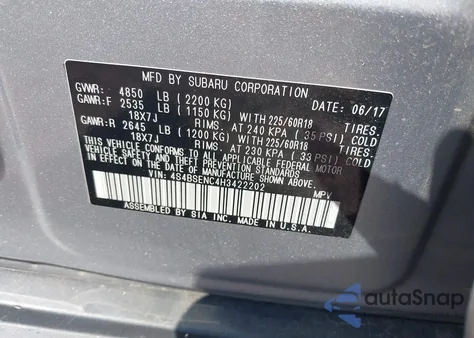 MFD BY SUBARU CORPORATION
DATE: 06/17
GVWR: 4850 LB (2200 KG)
GAWR:F 2535 LB (1150 KG) WITH 225/60R18 TIRES.
18X7J RIMS. AT 240 KPA (35 PSI) COLD
GAWR:R 2645 LB (1200 KG) WITH 225/60R18 TIRES.
18X7J RIMS. AT 230 KPA (33 PSI) COLD
THIS VEHICLE CONFORMS TO ALL APPLICABLE FEDERAL MOTOR
VEHICLE SAFETY AND THEFT PREVENTION STANDARDS
IN EFFECT ON THE DATE OF MANUFACTURE SHOWN ABOVE.
VIN: 4S4BSENC4H3422202 MPV
ASSEMBLED BY SIA INC. MADE IN U.S.A.
autoSnap